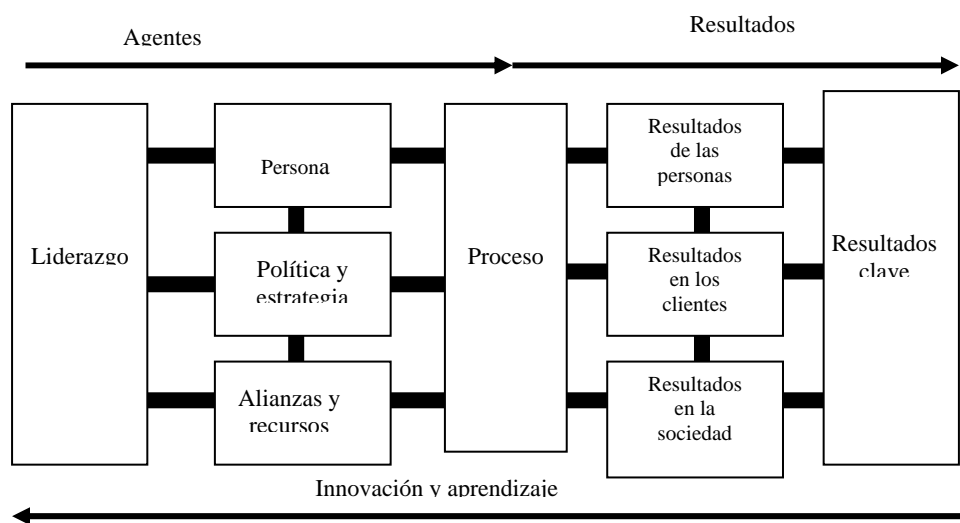 Agentes
Resultados
Liderazgo
Persona
Política y
estrategia
Alianzas y
recursos
Proceso
Resultados
de las
personas
Resultados
en los
clientes
Resultados
en la
sociedad
Resultados
clave
Innovación y aprendizaje